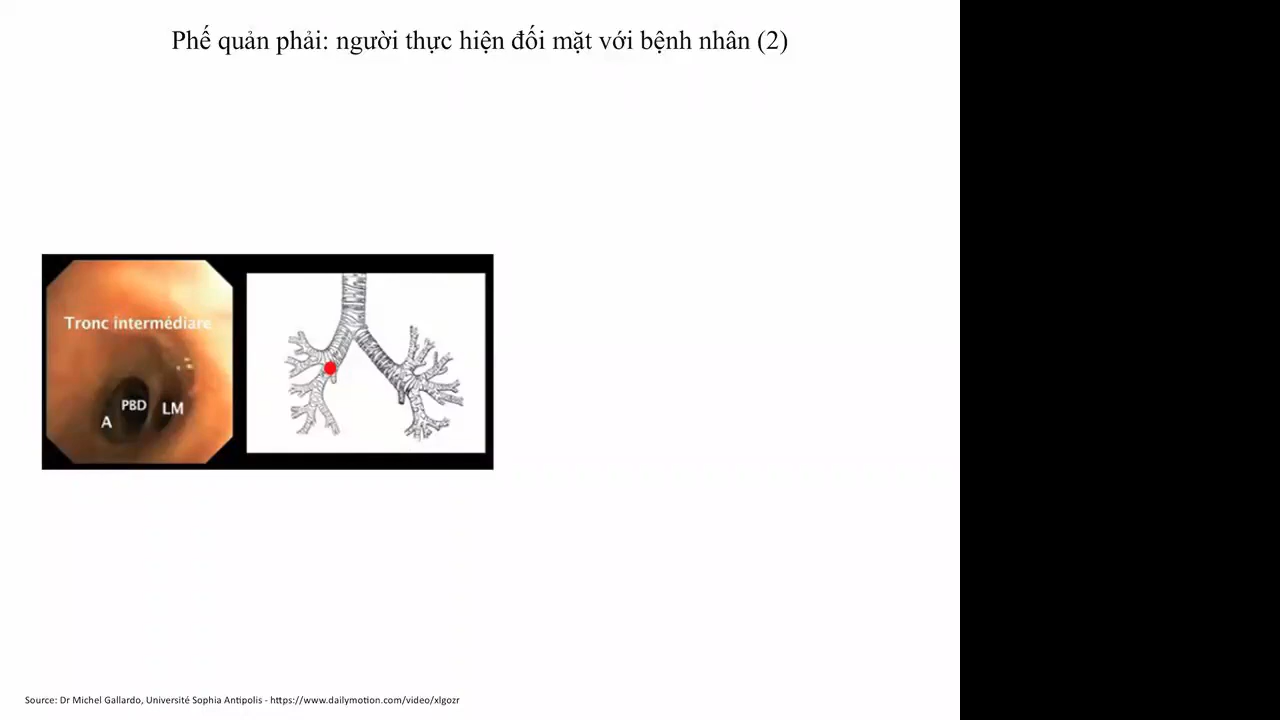 Phế quản phải: người thực hiện đối mặt với bệnh nhân (2)
Tronc intermédiare
PBD
LM
A
Source: Dr Michel Gallardo, Université Sophia Antipolis - https://www.dailymotion.com/video/xlgozr